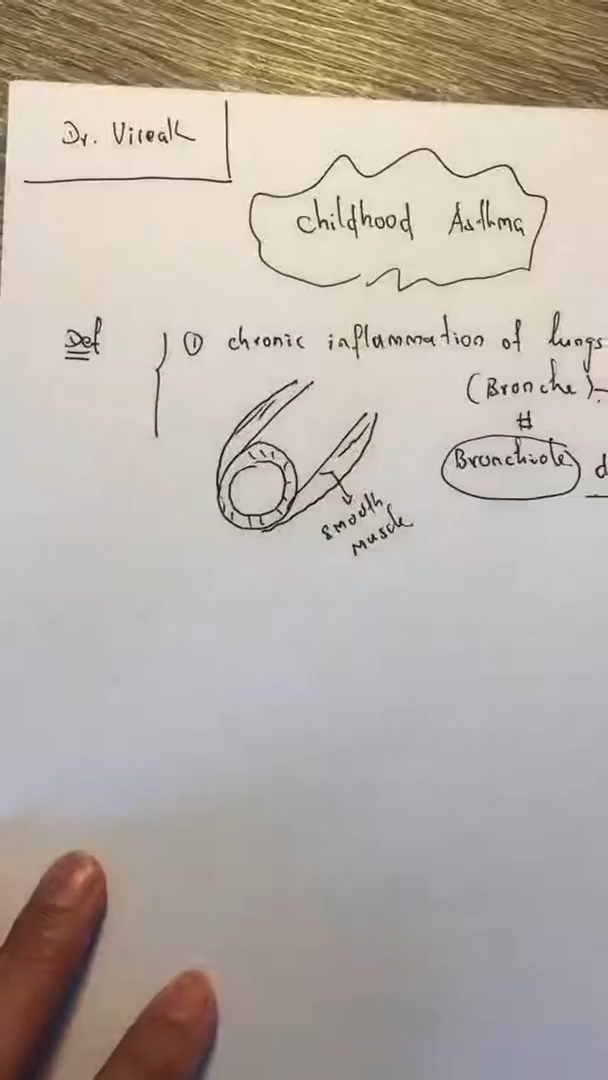 Dr. Vireak
Childhood Asthma
Def
① chronic inflammation of lungs
(Bronche).
#
Bronchiole d
smooth
muscle